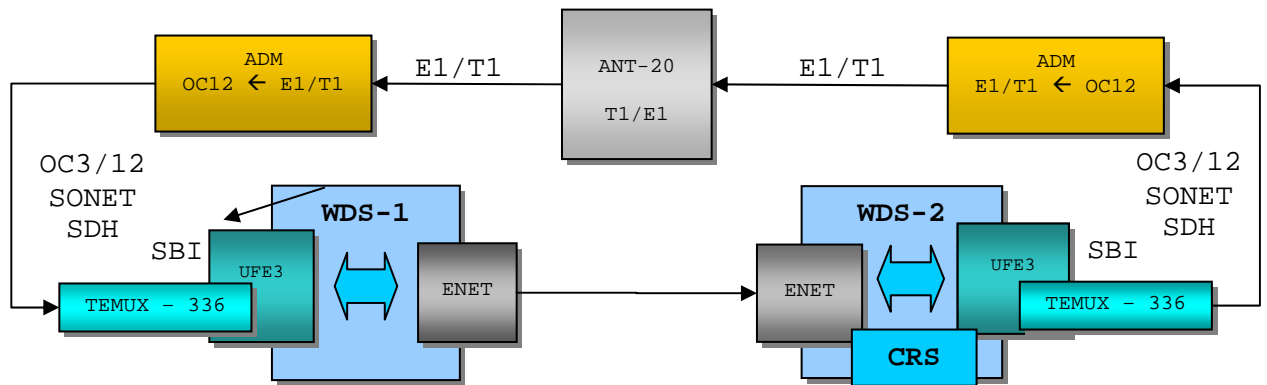 ADM
OC12 ← E1/T1
E1/T1
ANT-20
T1/E1
E1/T1
ADM
E1/T1 ← OC12
OC3/12
SONET
SDH
OC3/12
SONET
SDH
WDS-1
SBI
UFE3
ENET
TEMUX – 336
WDS-2
SBI
UFE3
ENET
TEMUX – 336
CRS